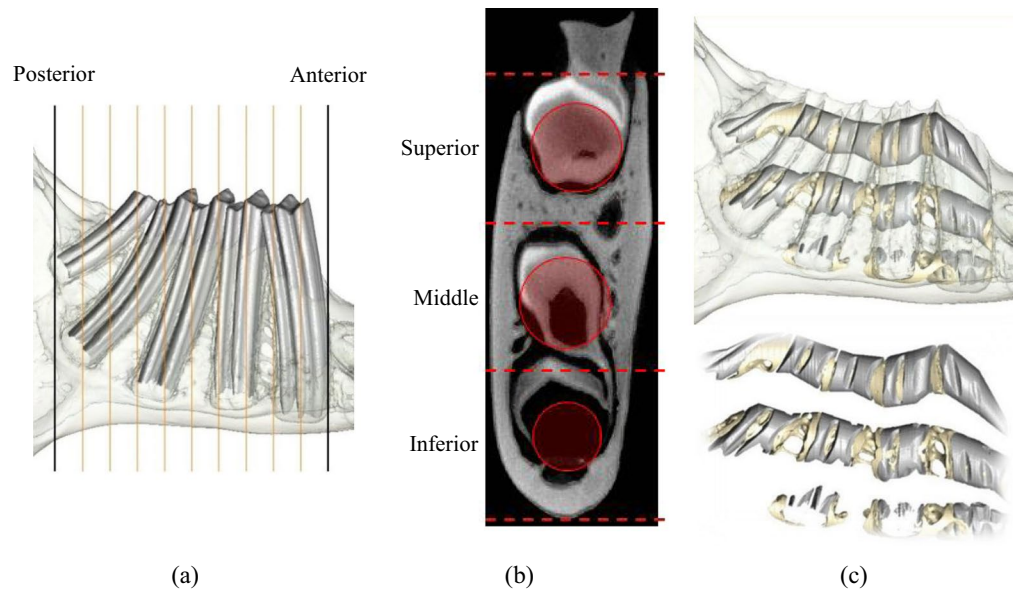 Posterior
Anterior
Superior
Middle
Inferior
(a)
(b)
(c)